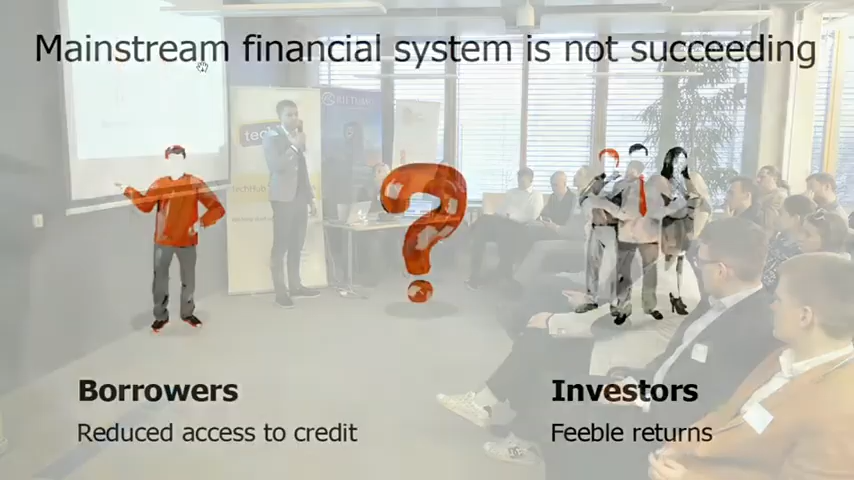 Mainstream financial system is not succeeding
Borrowers
Reduced access to credit
Investors
Feeble returns